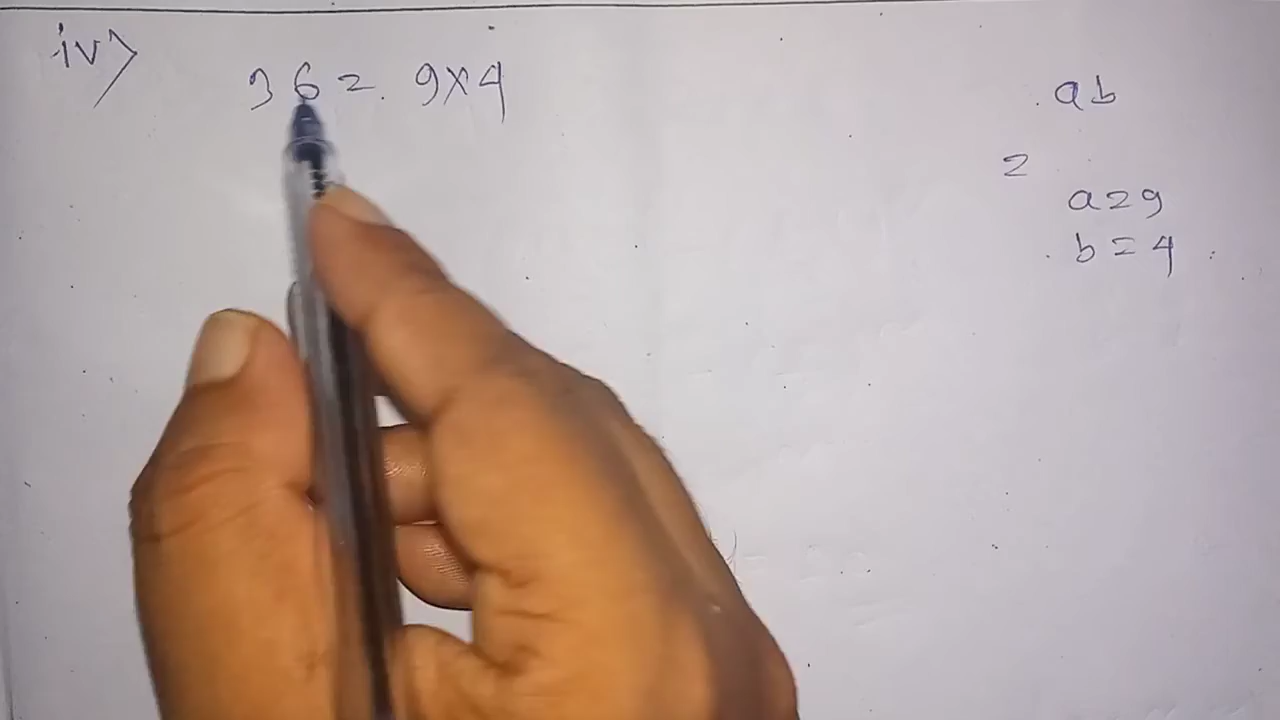 iv)
36 = 9×4
ab
=
a=9
b=4